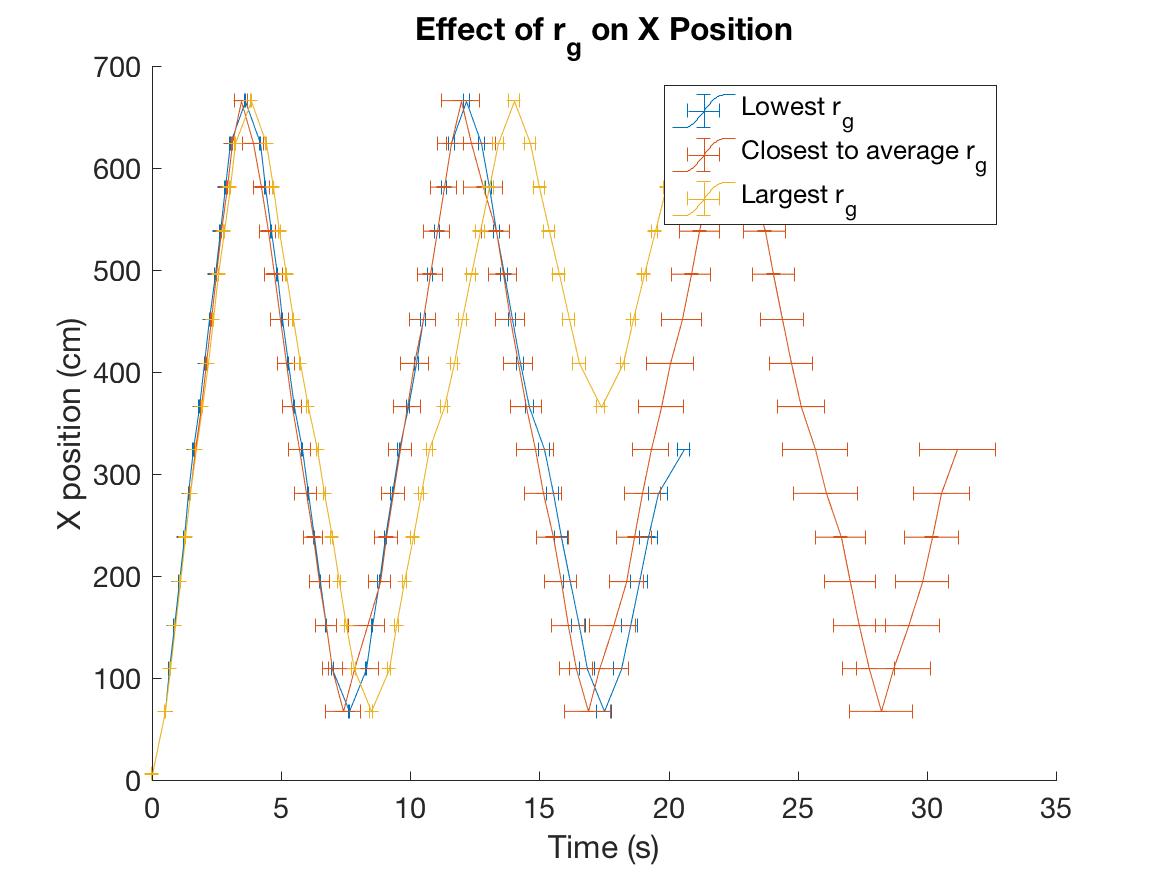 Effect of r_g on X Position
700
600
500
400
300
200
100
0
X position (cm)
Lowest r_g
Closest to average r_g
Largest r_g
0 5 10 15 20 25 30 35
Time (s)